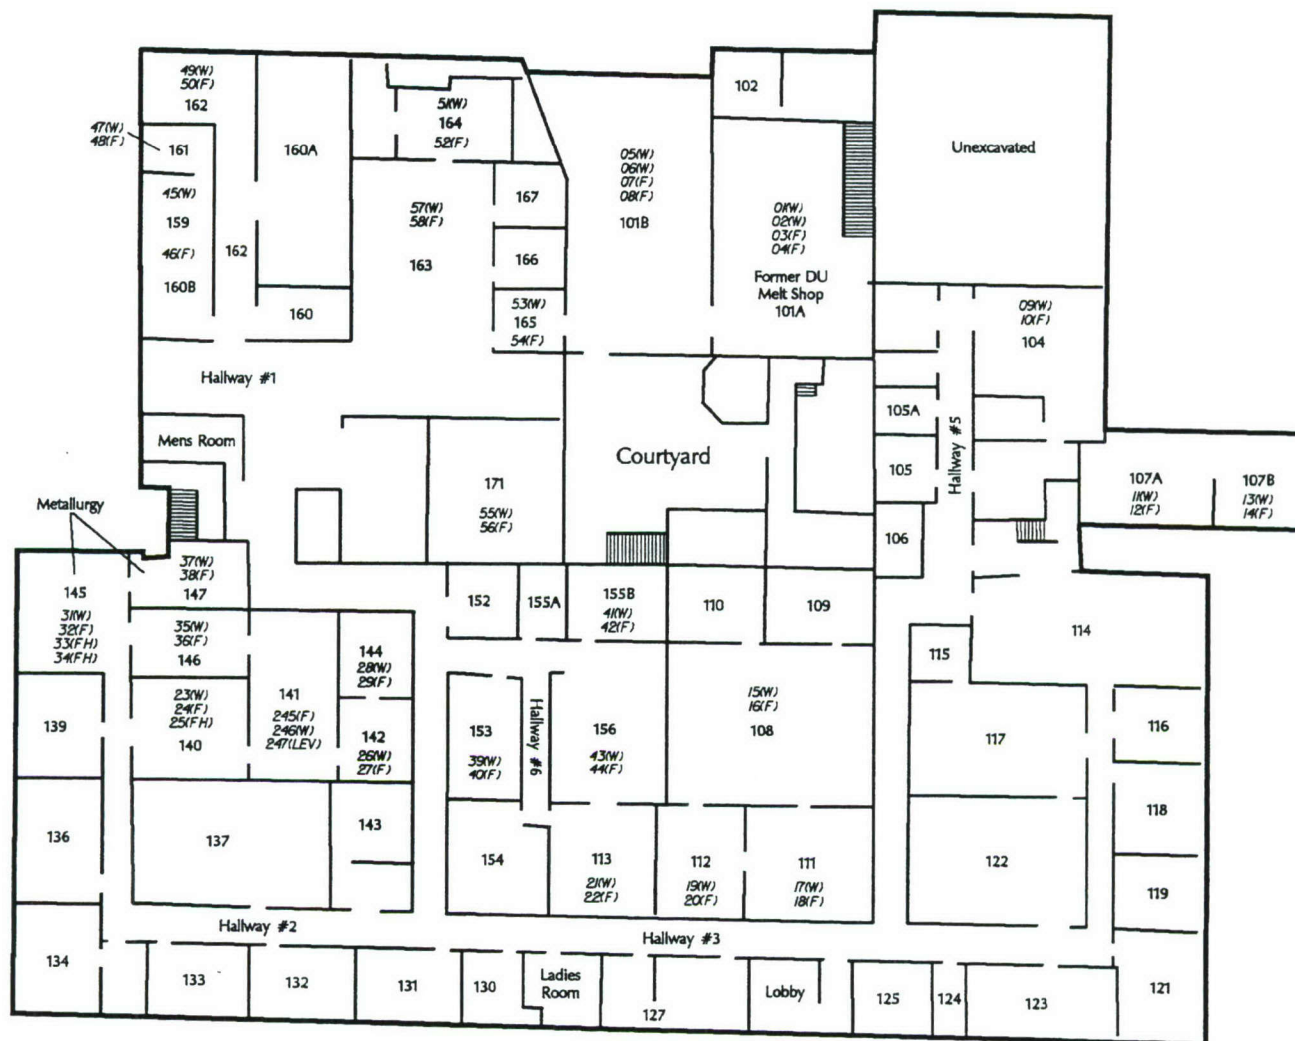 49(W)
50(F)
162
47(W)
48(F)
161
45(W)
159
46(F)
160B
162
160A
160
51(W)
164
52(F)
57(W)
58(F)
163
167
166
53(W)
165
54(F)
05(W)
06(W)
07(F)
08(F)
101B
102
01(W)
02(W)
03(F)
04(F)
Former DU
Melt Shop
101A
Unexcavated
09(W)
10(F)
104
Hallway #1
Mens Room
Metallurgy
171
55(W)
56(F)
Courtyard
105A
105
106
Hallway #5
107A
11(W)
12(F)
107B
13(W)
14(F)
145
31(W)
32(F)
33(FH)
34(FH)
37(W)
38(F)
147
35(W)
36(F)
146
23(W)
24(F)
25(FH)
140
141
245(F)
246(W)
247(LEV)
144
28(W)
29(F)
142
26(W)
27(F)
143
139
136
134
137
152
155A
155B
41(W)
42(F)
110
109
153
39(W)
40(F)
Hallway #6
156
43(W)
44(F)
15(W)
16(F)
108
154
113
21(W)
22(F)
112
19(W)
20(F)
111
17(W)
18(F)
114
115
117
122
116
118
119
121
Hallway #2
Hallway #3
133
132
131
130
Ladies
Room
127
Lobby
125
124
123